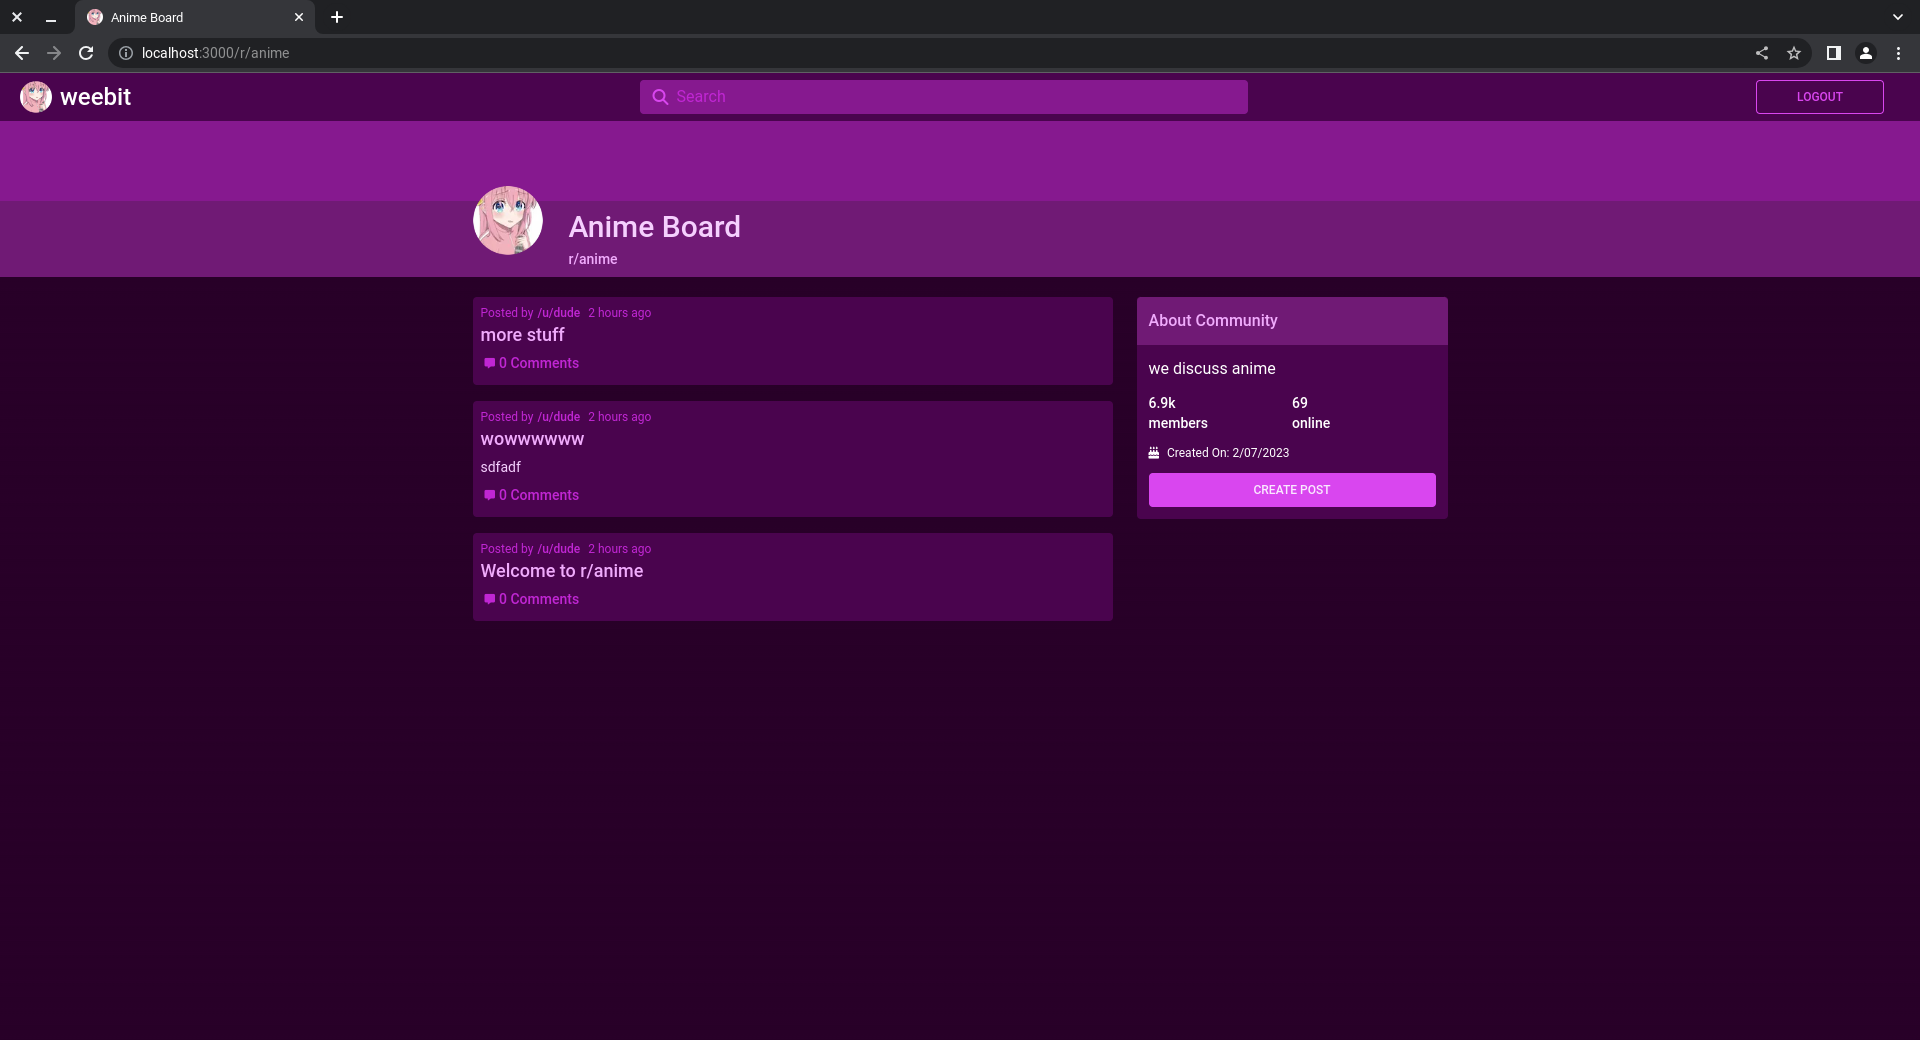 Anime Board
localhost:3000/r/anime
weebit
Search
LOGOUT
Anime Board
r/anime
Posted by /u/dude 2 hours ago
more stuff
0 Comments
Posted by /u/dude 2 hours ago
wowwwwww
sdfadf
0 Comments
Posted by /u/dude 2 hours ago
Welcome to r/anime
0 Comments
About Community
we discuss anime
6.9k 69
members online
Created On: 2/07/2023
CREATE POST